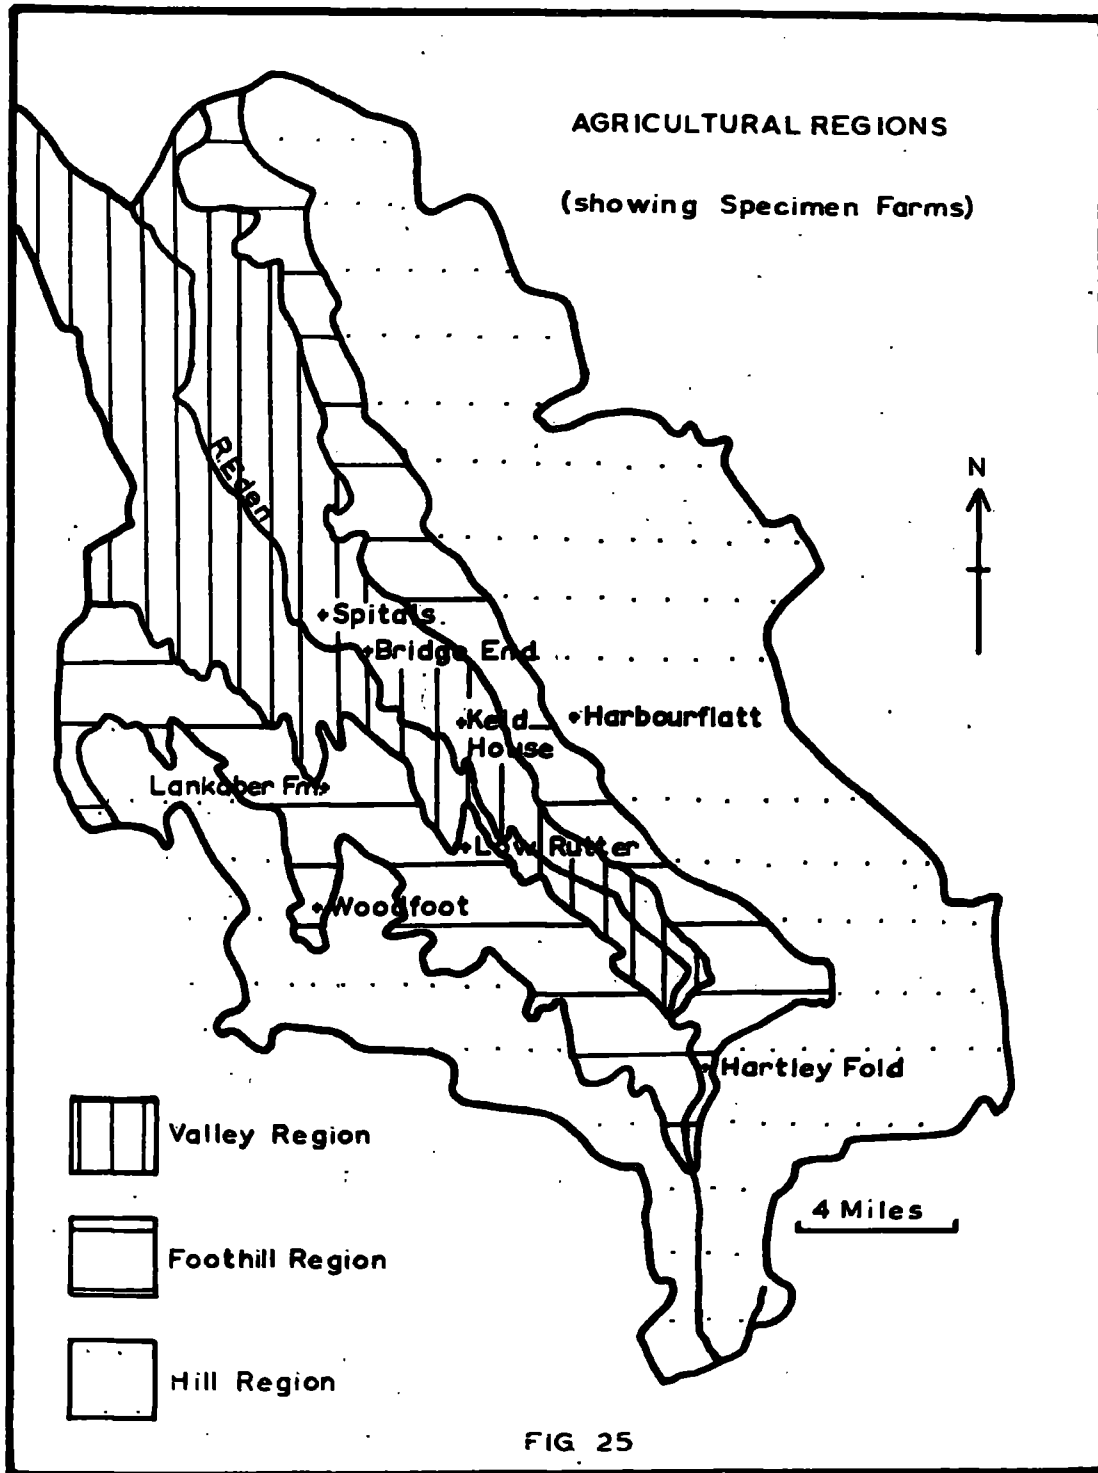 AGRICULTURAL REGIONS
(showing Specimen Farms)
N
R.Eden
Spitals.
Bridge End
Keld
House
Harbourflatt
Lankaber Fm.
Low Rutter
Woodfoot
Hartley Fold
Valley Region
4 Miles
Foothill Region
Hill Region
FIG 25